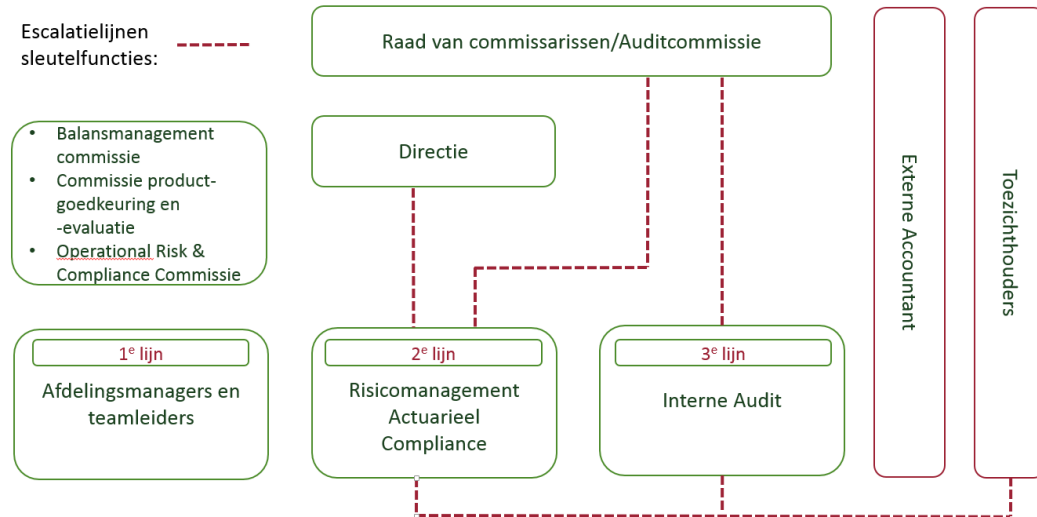 Escalatielijnen
sleutelfuncties:
Raad van commissarissen/Auditcommissie
• Balansmanagement
commissie
• Commissie product-
goedkeuring en
-evaluatie
• Operational Risk &
Compliance Commissie
Directie
1e lijn
Afdelingsmanagers en
teamleiders
2e lijn
Risicomanagement
Actuarieel
Compliance
3e lijn
Interne Audit
Externe Accountant
Toezichthouders